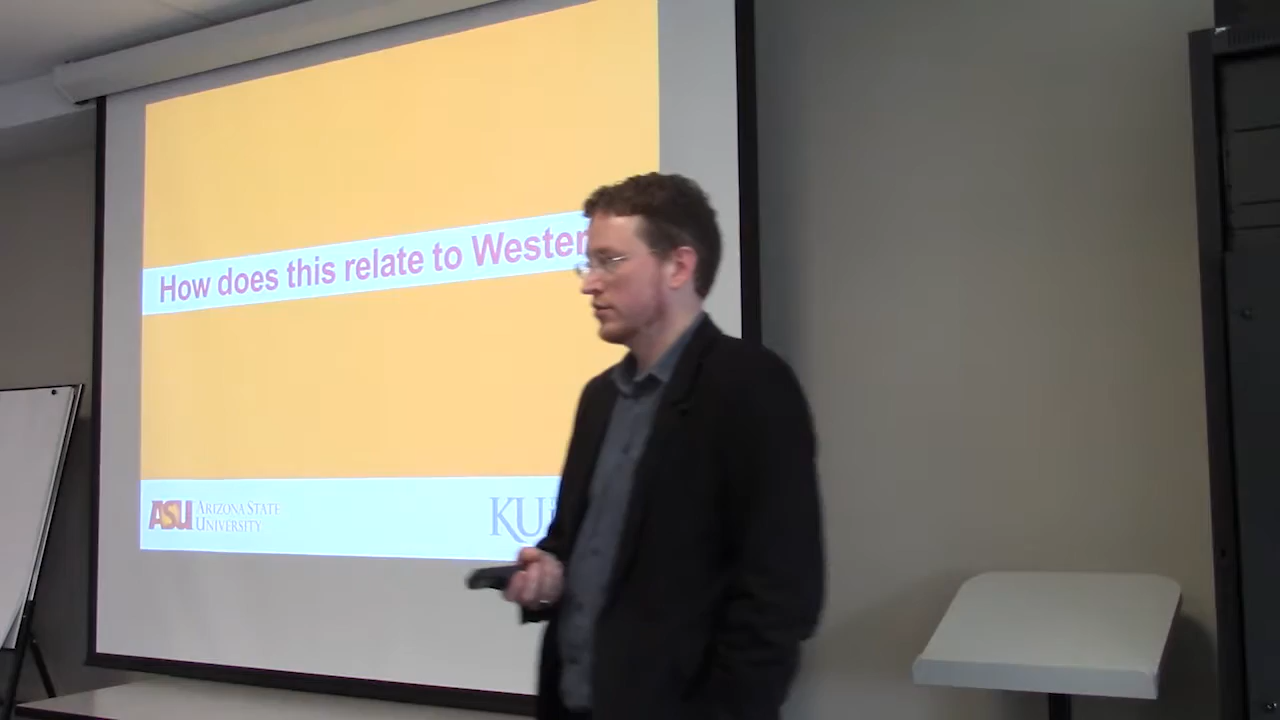 How does this relate to Wester
ASU ARIZONA STATE
UNIVERSITY
KU